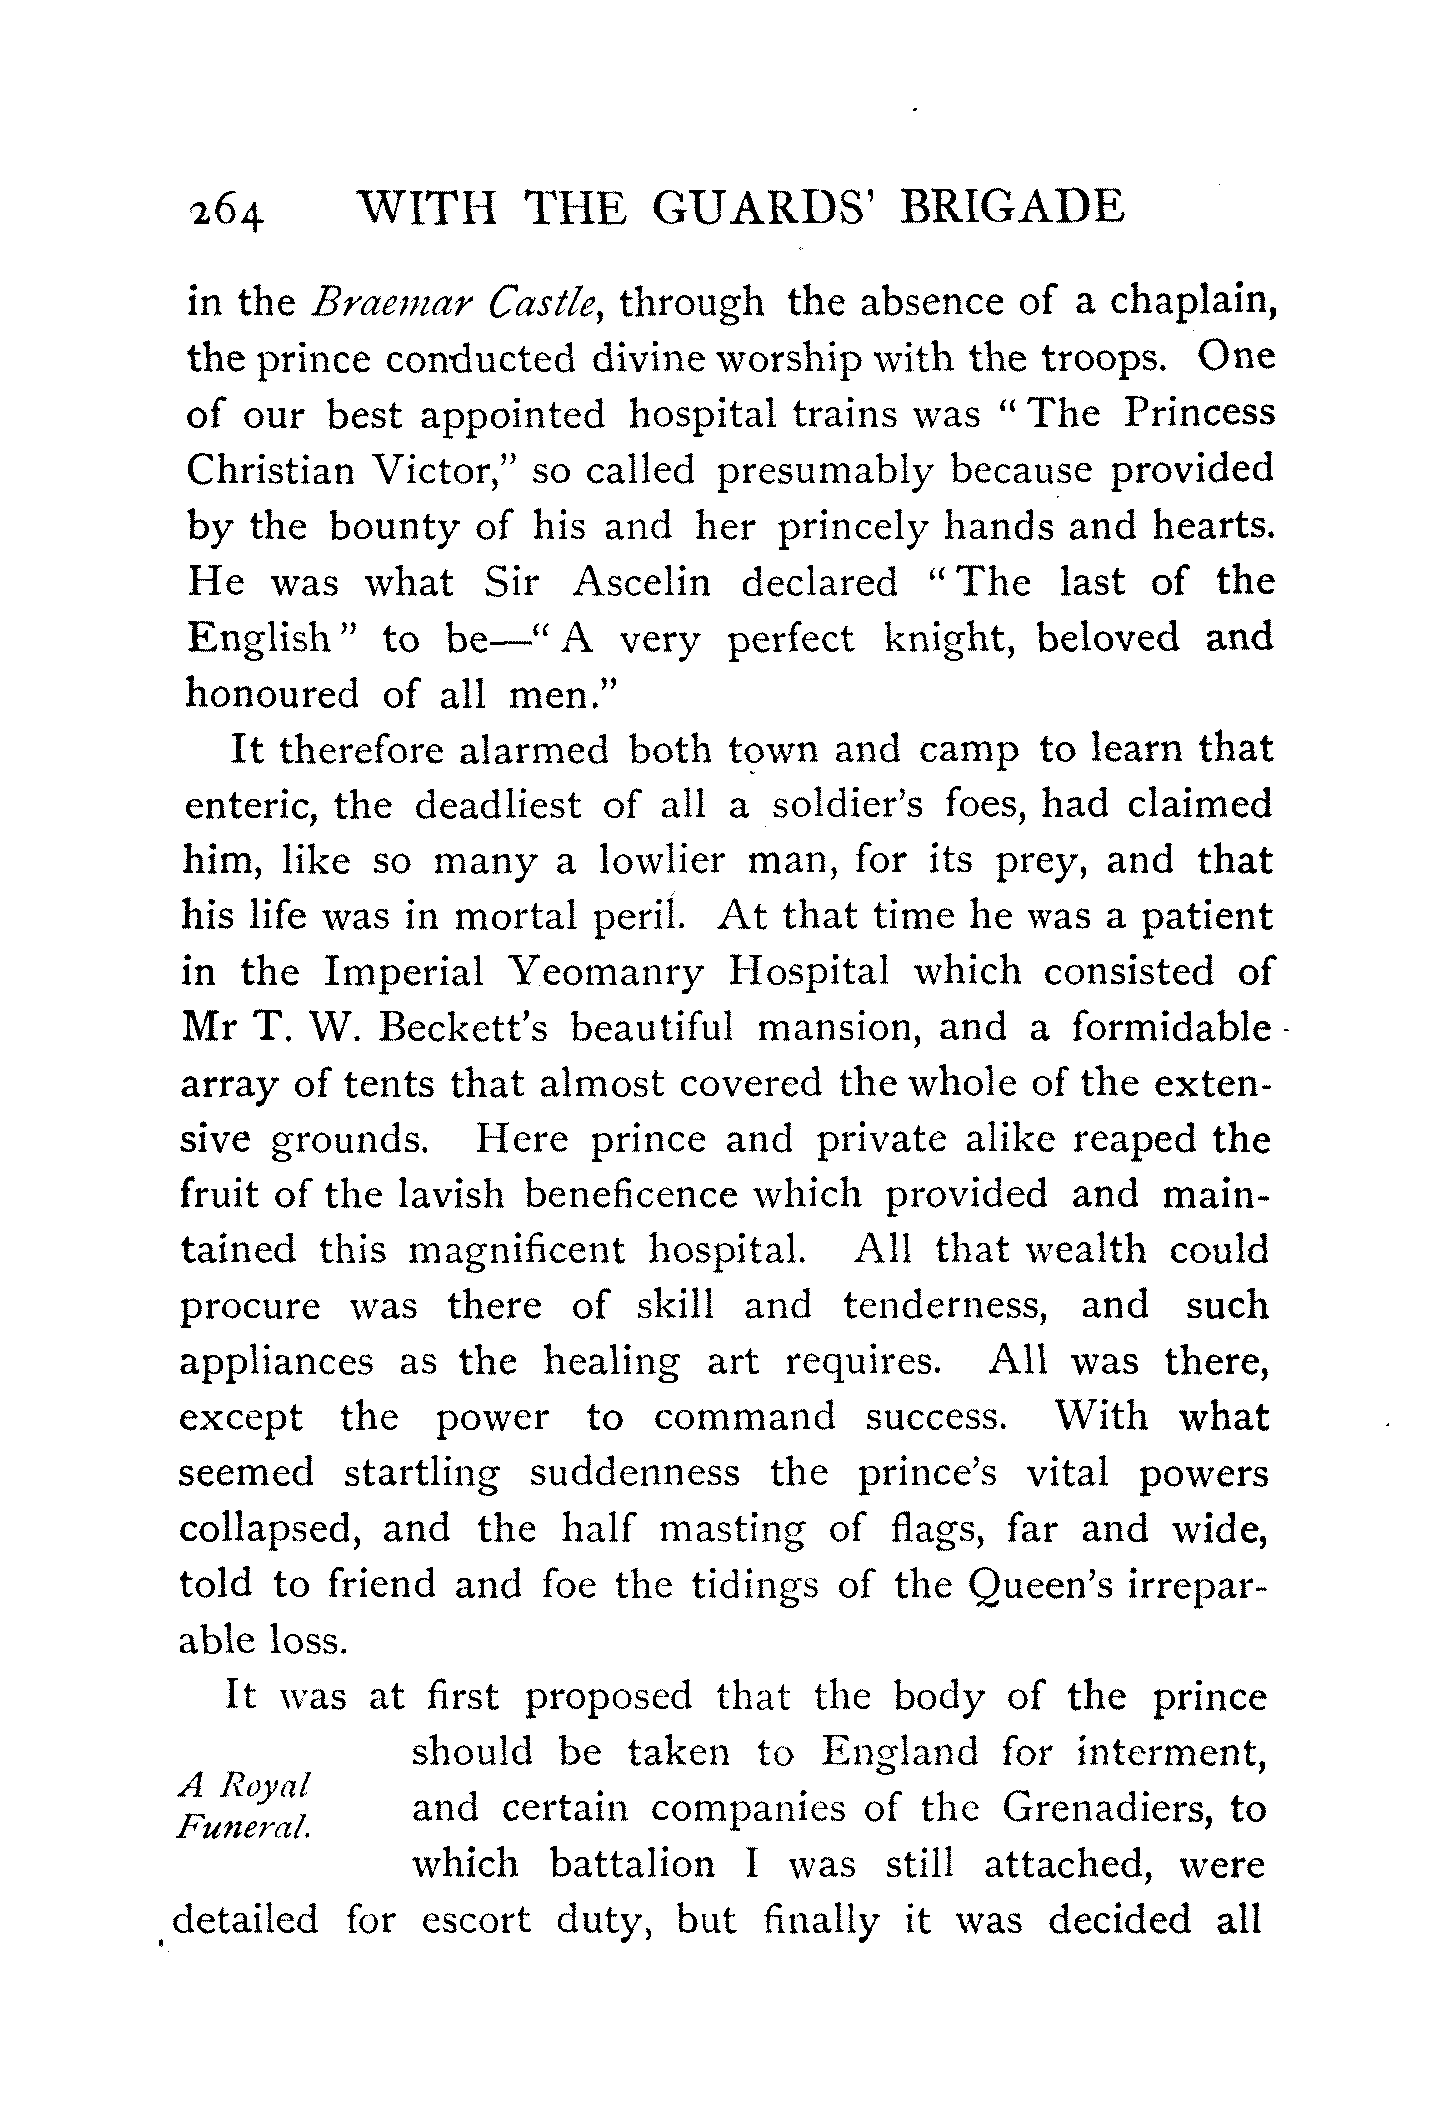 264 WITH THE GUARDS' BRIGADE
in the Braemar Castle, through the absence of a chaplain,
the prince conducted divine worship with the troops. One
of our best appointed hospital trains was "The Princess
Christian Victor," so called presumably because provided
by the bounty of his and her princely hands and hearts.
He was what Sir Ascelin declared "The last of the
English" to be—"A very perfect knight, beloved and
honoured of all men."
It therefore alarmed both town and camp to learn that
enteric, the deadliest of all a soldier's foes, had claimed
him, like so many a lowlier man, for its prey, and that
his life was in mortal peril. At that time he was a patient
in the Imperial Yeomanry Hospital which consisted of
Mr T. W. Beckett's beautiful mansion, and a formidable
array of tents that almost covered the whole of the exten-
sive grounds. Here prince and private alike reaped the
fruit of the lavish beneficence which provided and main-
tained this magnificent hospital. All that wealth could
procure was there of skill and tenderness, and such
appliances as the healing art requires. All was there,
except the power to command success. With what
seemed startling suddenness the prince's vital powers
collapsed, and the half masting of flags, far and wide,
told to friend and foe the tidings of the Queen's irrepar-
able loss.
It was at first proposed that the body of the prince
should be taken to England for interment,
A Royal
Funeral.
and certain companies of the Grenadiers, to
which battalion I was still attached, were
detailed for escort duty, but finally it was decided all